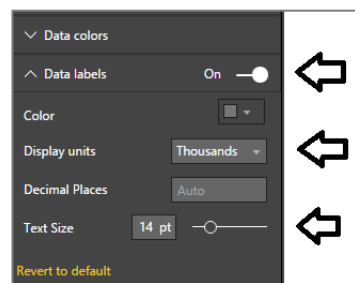 Data colors
Data labels On
Color
Display units Thousands
Decimal Places Auto
Text Size 14 pt
Revert to default